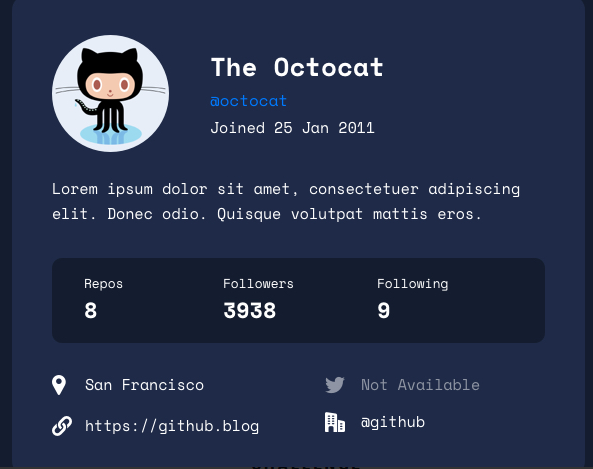 The Octocat
@octocat
Joined 25 Jan 2011
Lorem ipsum dolor sit amet, consectetuer adipiscing
elit. Donec odio. Quisque volutpat mattis eros.
Repos Followers Following
8 3938 9
San Francisco Not Available
https://github.blog @github